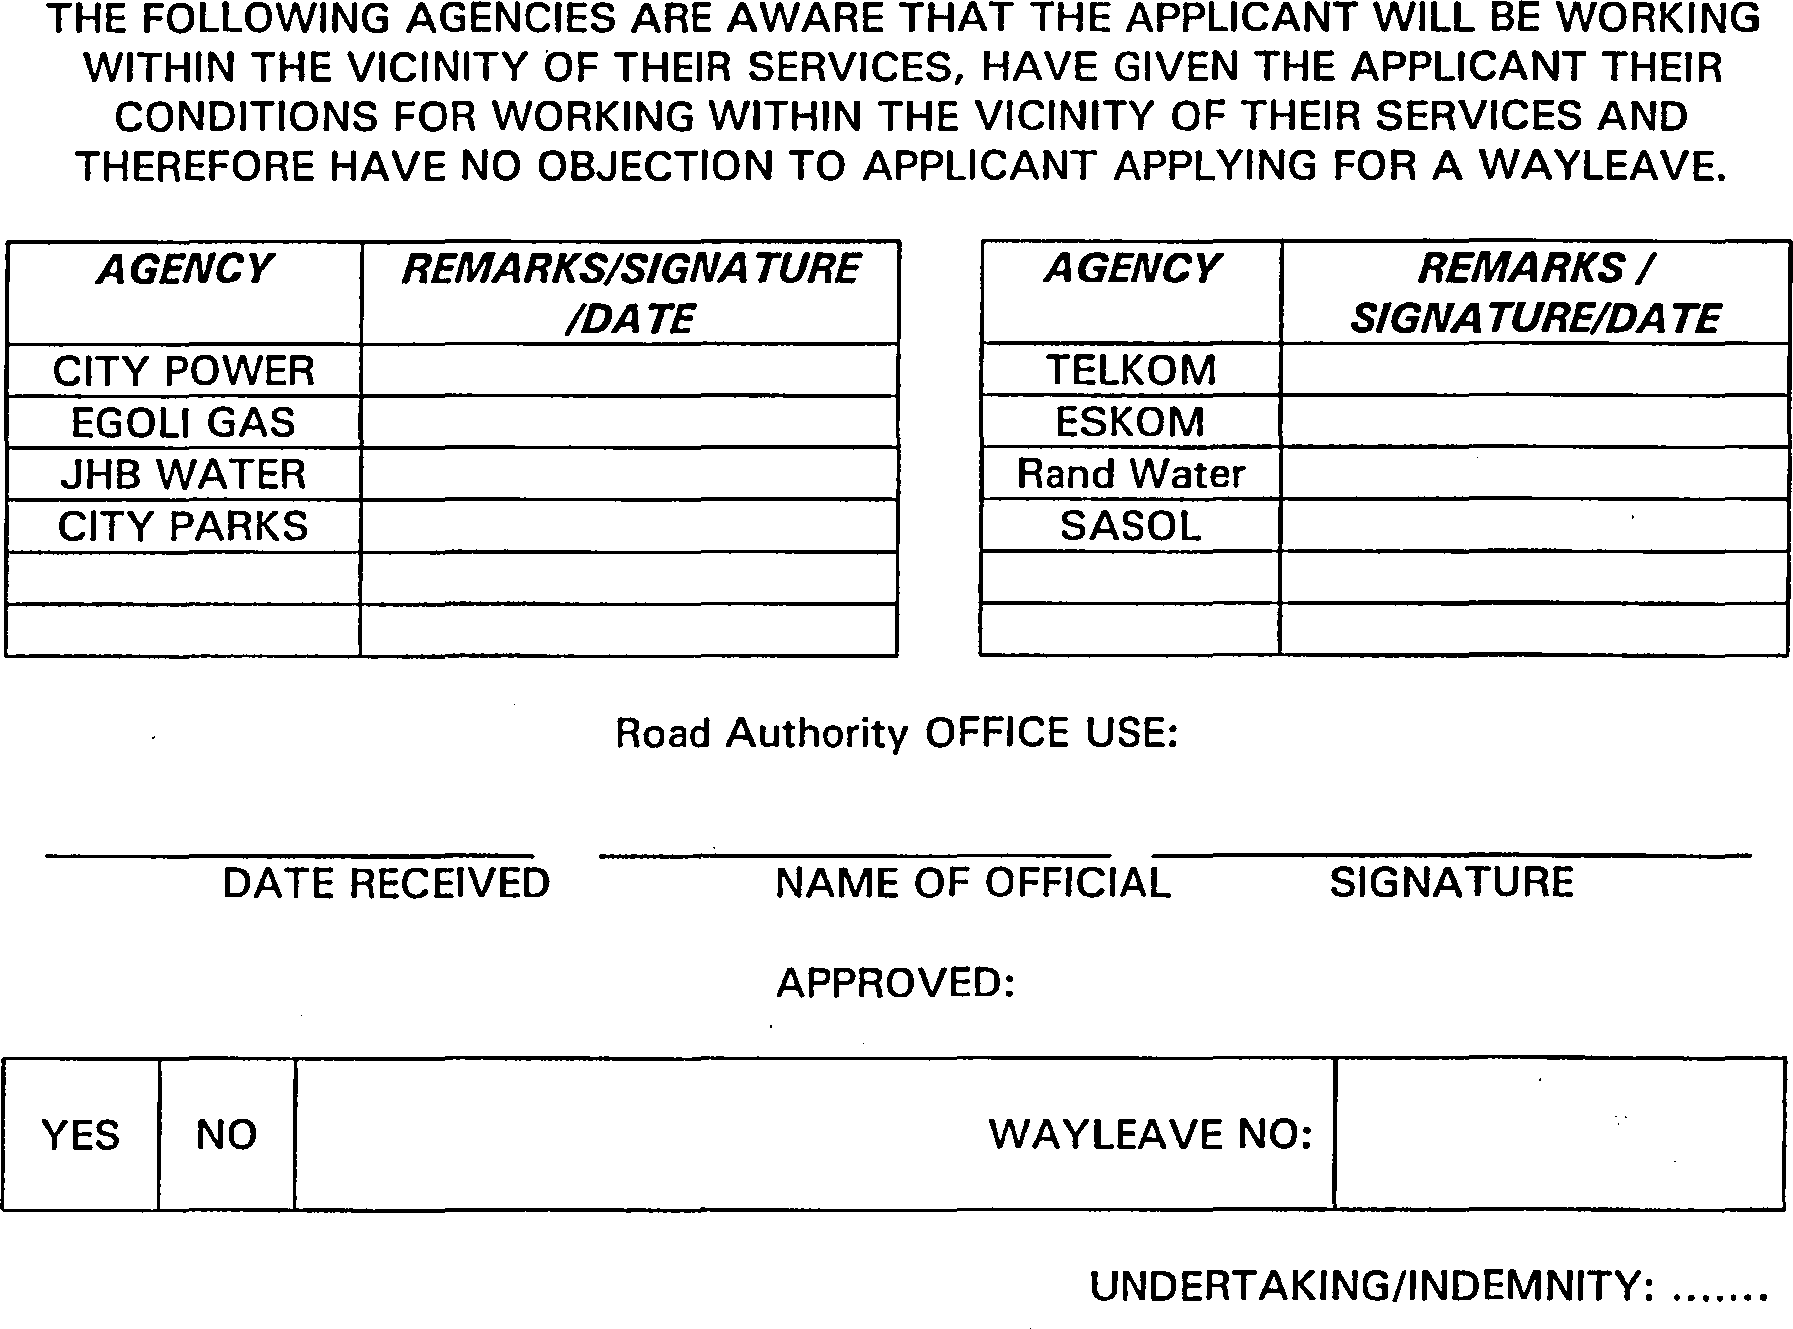 THE FOLLOWING AGENCIES ARE AWARE THAT THE APPLICANT WILL BE WORKING
WITHIN THE VICINITY OF THEIR SERVICES, HAVE GIVEN THE APPLICANT THEIR
CONDITIONS FOR WORKING WITHIN THE VICINITY OF THEIR SERVICES AND
THEREFORE HAVE NO OBJECTION TO APPLICANT APPLYING FOR A WAYLEAVE.
AGENCY REMARKS/SIGNATURE
/DATE
CITY POWER
EGOLI GAS
JHB WATER
CITY PARKS
AGENCY REMARKS /
SIGNATURE/DATE
TELKOM
ESKOM
Rand Water
SASOL
Road Authority OFFICE USE:
DATE RECEIVED NAME OF OFFICIAL SIGNATURE
APPROVED:
YES NO WAYLEAVE NO:
UNDERTAKING/INDEMNITY: .......